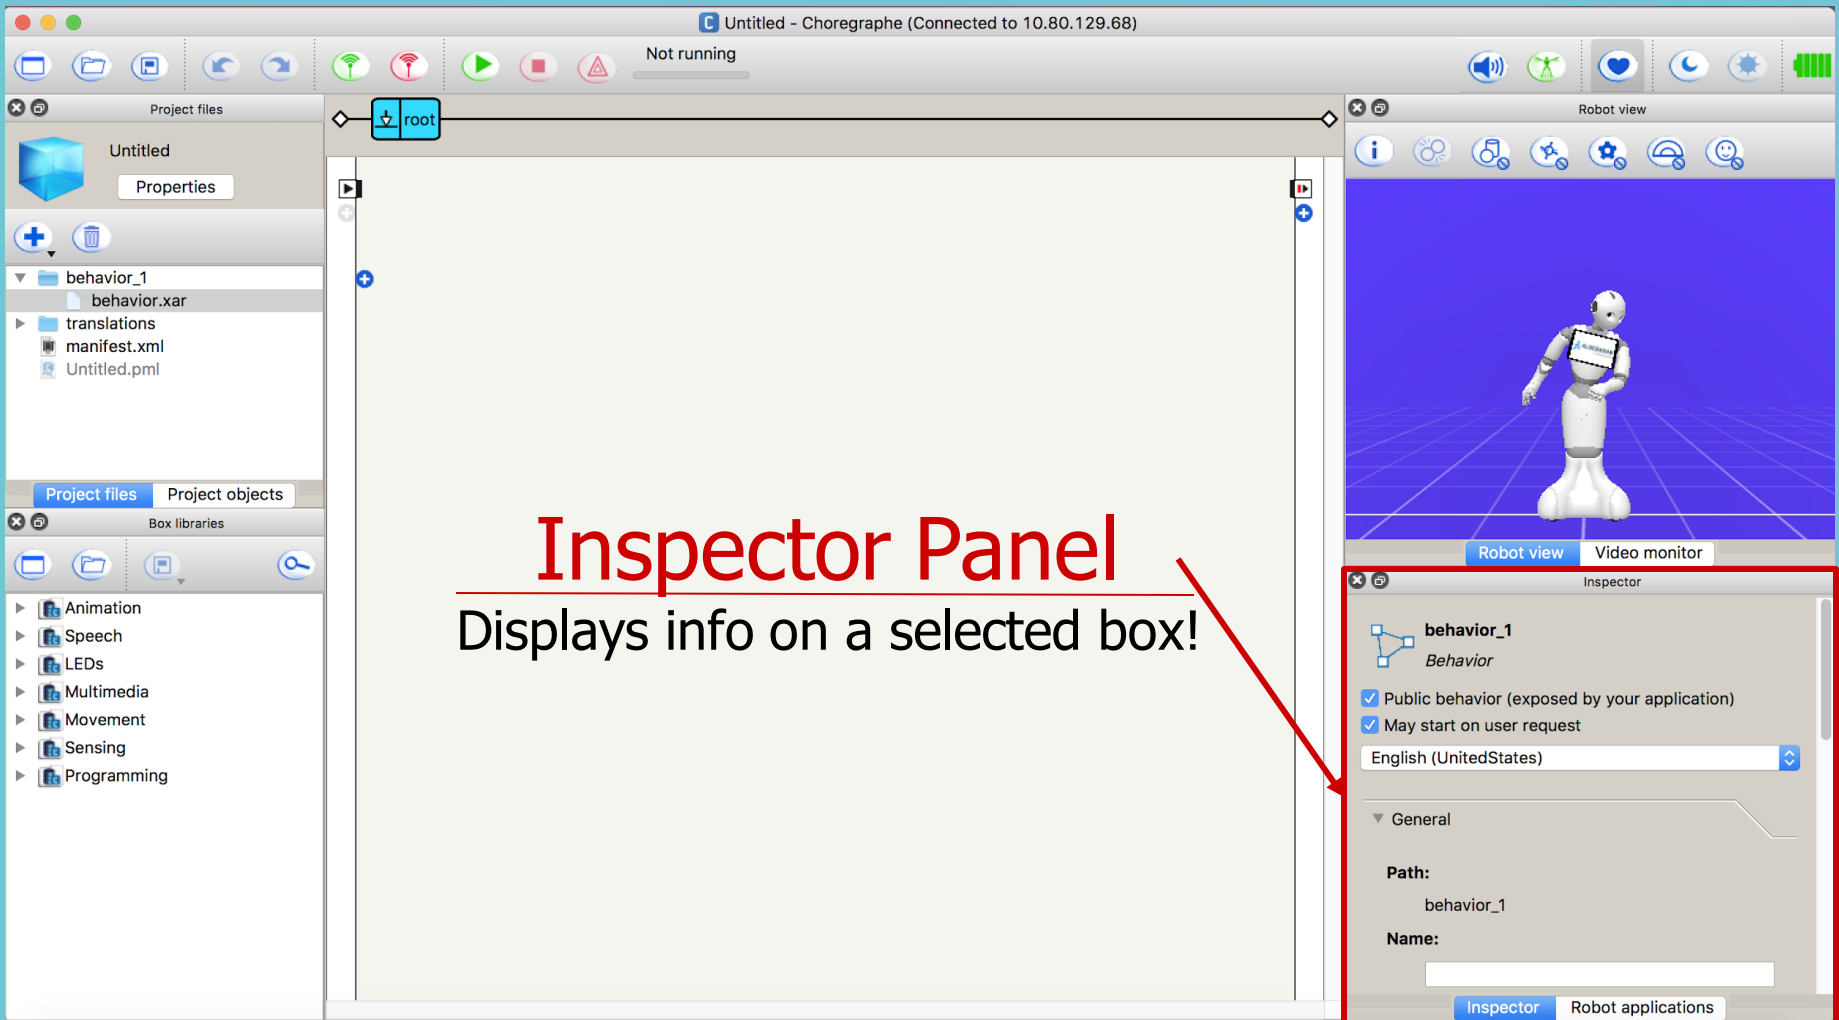 Untitled - Choregraphe (Connected to 10.80.129.68)
Not running
Project files
Untitled
Properties
behavior_1
behavior.xar
translations
manifest.xml
Untitled.pml
Project files
Project objects
Box libraries
Animation
Speech
LEDs
Multimedia
Movement
Sensing
Programming
root
Inspector Panel
Displays info on a selected box!
Robot view
ALDEBARAN
Robot view
Video monitor
Inspector
behavior_1
Behavior
Public behavior (exposed by your application)
May start on user request
English (UnitedStates)
General
Path:
behavior_1
Name:
Inspector
Robot applications